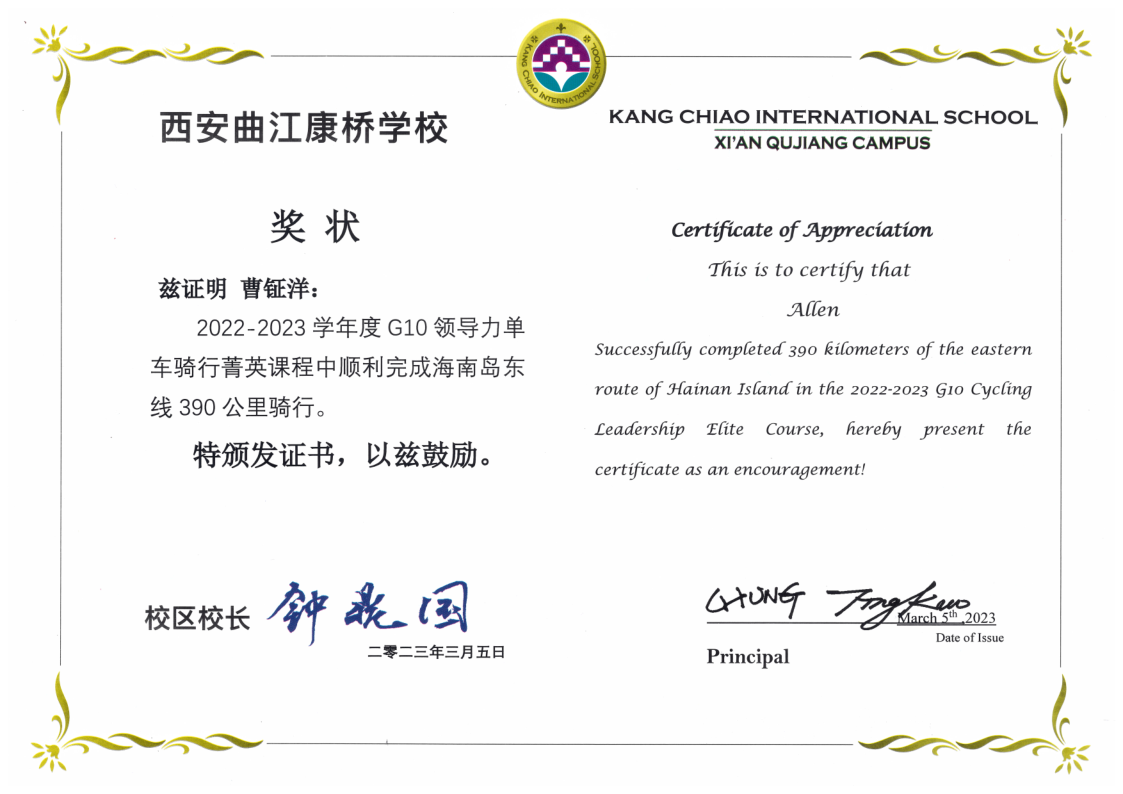 KANG CHIAO INTERNATIONAL SCHOOL
西安曲江康桥学校
奖 状
兹证明 曹钲洋：
2022-2023 学年度 G10 领导力单
车骑行菁英课程中顺利完成海南岛东
线 390 公里骑行。
特颁发证书，以兹鼓励。
校区校长 钟鼎国
二零二三年三月五日
KANG CHIAO INTERNATIONAL SCHOOL
XI'AN QUJIANG CAMPUS
Certificate of Appreciation
This is to certify that
Allen
Successfully completed 390 kilometers of the eastern
route of Hainan Island in the 2022-2023 G10 Cycling
Leadership Elite Course, hereby present the
certificate as an encouragement!
CHUNG
March 5th ,2023
Date of Issue
Principal